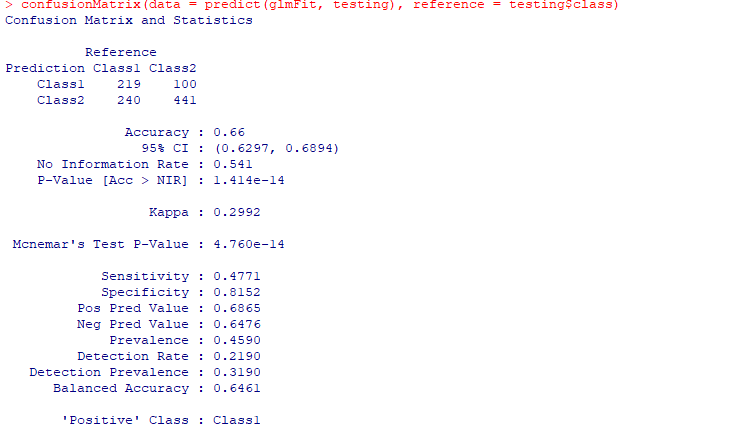 > confusionMatrix(data = predict(glmFit, testing), reference = testing$class)
Confusion Matrix and Statistics
Reference
Prediction Class1 Class2
Class1 219 100
Class2 240 441
Accuracy : 0.66
95% CI : (0.6297, 0.6894)
No Information Rate : 0.541
P-Value [Acc > NIR] : 1.414e-14
Kappa : 0.2992
Mcnemar's Test P-Value : 4.760e-14
Sensitivity : 0.4771
Specificity : 0.8152
Pos Pred Value : 0.6865
Neg Pred Value : 0.6476
Prevalence : 0.4590
Detection Rate : 0.2190
Detection Prevalence : 0.3190
Balanced Accuracy : 0.6461
'Positive' Class : Class1